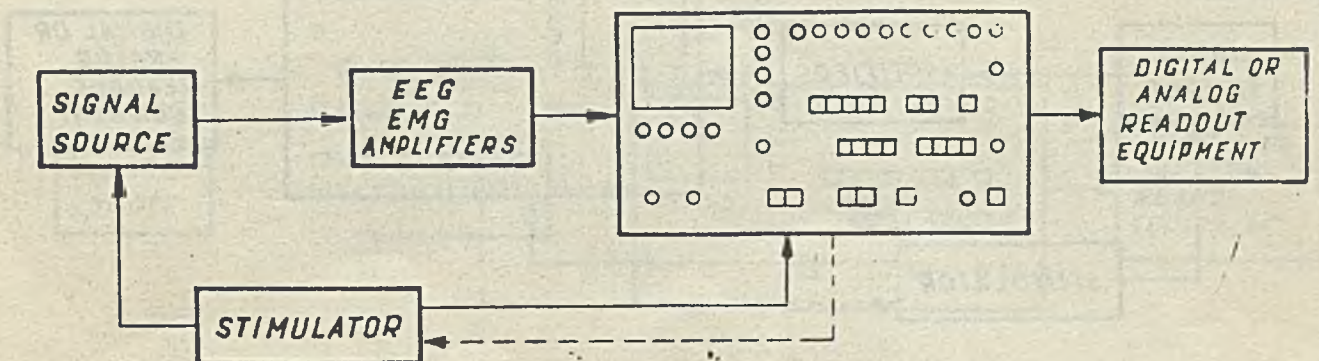 SIGNAL
SOURCE
EEG
EMG
AMPLIFIERS
DIGITAL OR
ANALOG
READOUT
EQUIPMENT
STIMULATOR